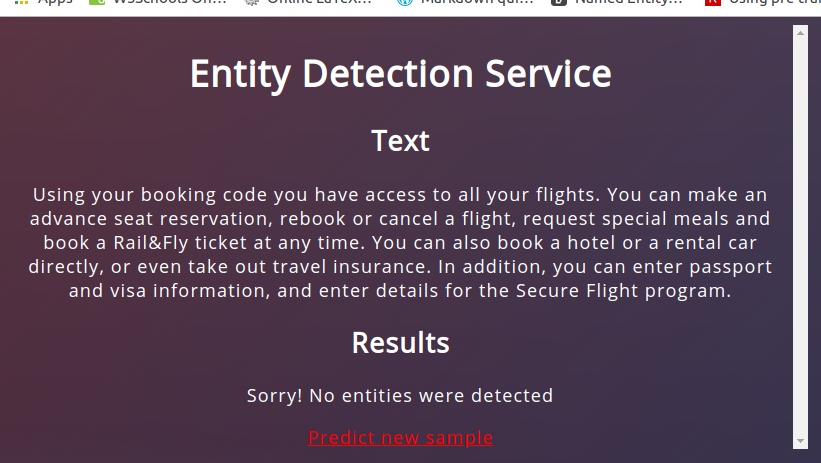 Apps W3Schools Onl... Online LaTeX... Markdown qui... Named Entity... Using pre-trai
Entity Detection Service
Text
Using your booking code you have access to all your flights. You can make an
advance seat reservation, rebook or cancel a flight, request special meals and
book a Rail&Fly ticket at any time. You can also book a hotel or a rental car
directly, or even take out travel insurance. In addition, you can enter passport
and visa information, and enter details for the Secure Flight program.
Results
Sorry! No entities were detected
Predict new sample